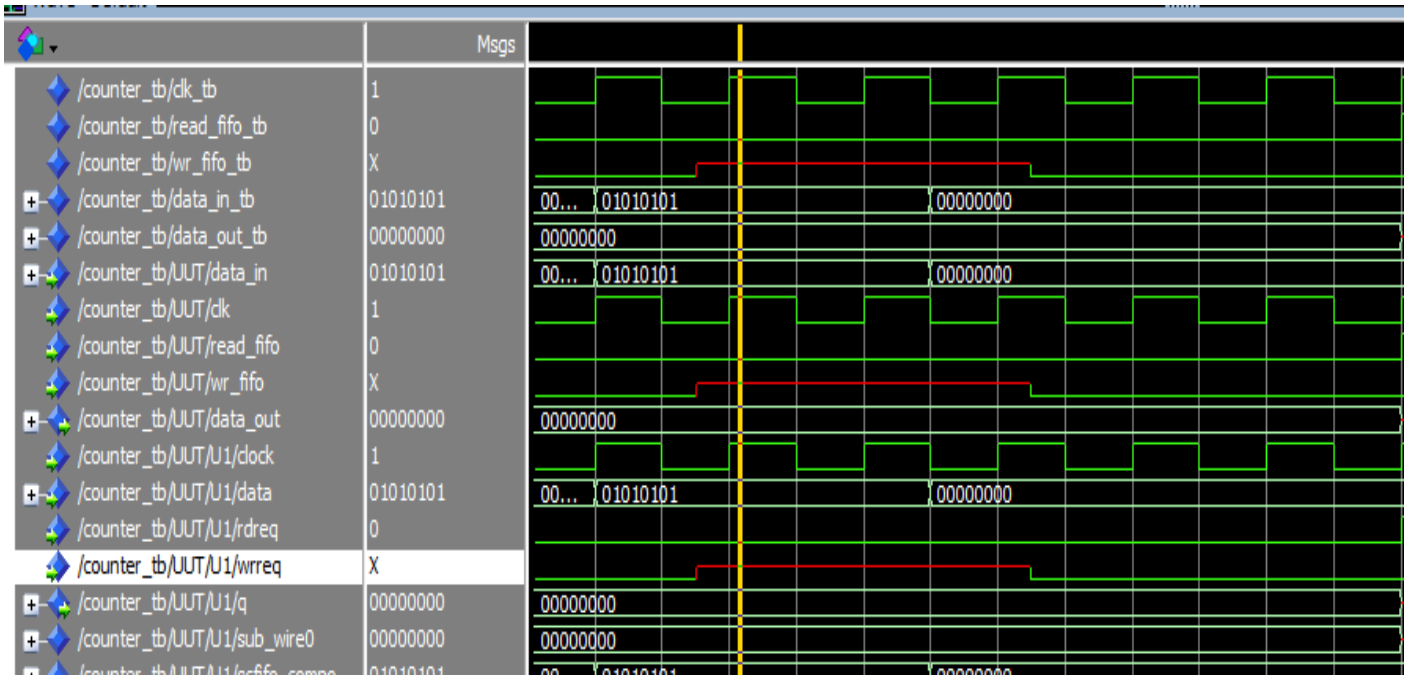 Msgs
/counter_tb/clk_tb 1
/counter_tb/read_fifo_tb 0
/counter_tb/wr_fifo_tb X
/counter_tb/data_in_tb 01010101 00... 01010101 00000000
/counter_tb/data_out_tb 00000000 00000000
/counter_tb/UUT/data_in 01010101 00... 01010101 00000000
/counter_tb/UUT/clk 1
/counter_tb/UUT/read_fifo 0
/counter_tb/UUT/wr_fifo X
/counter_tb/UUT/data_out 00000000 00000000
/counter_tb/UUT/U1/clock 1
/counter_tb/UUT/U1/data 01010101 00... 01010101 00000000
/counter_tb/UUT/U1/rdreq 0
/counter_tb/UUT/U1/wrreq X
/counter_tb/UUT/U1/q 00000000 00000000
/counter_tb/UUT/U1/sub_wire0 00000000 00000000